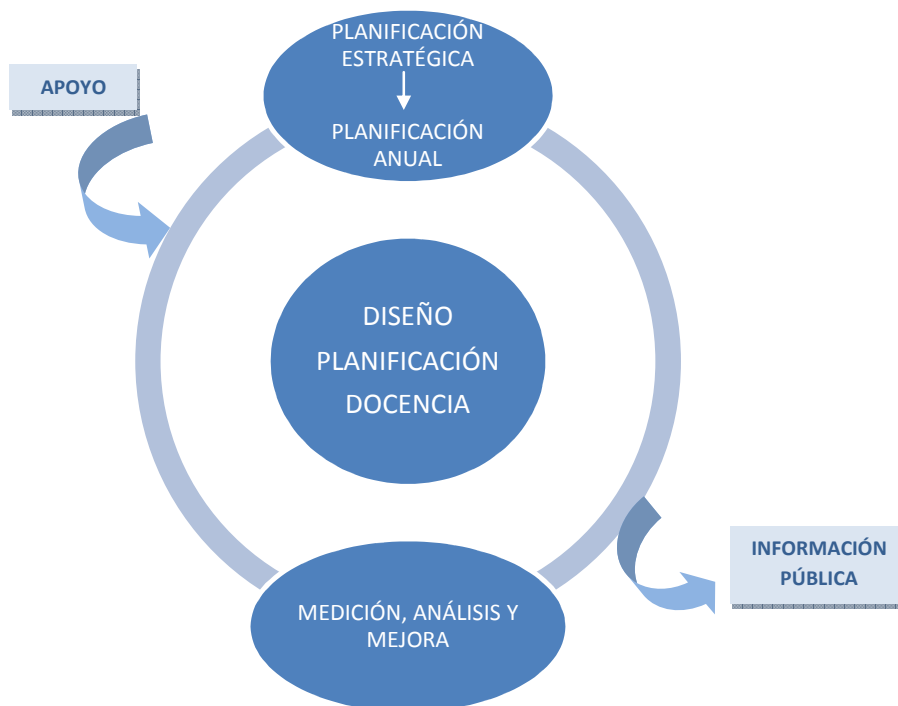 PLANIFICACIÓN
ESTRATÉGICA
PLANIFICACIÓN
ANUAL
APOYO
DISEÑO
PLANIFICACIÓN
DOCENCIA
INFORMACIÓN
PÚBLICA
MEDICIÓN, ANÁLISIS Y
MEJORA